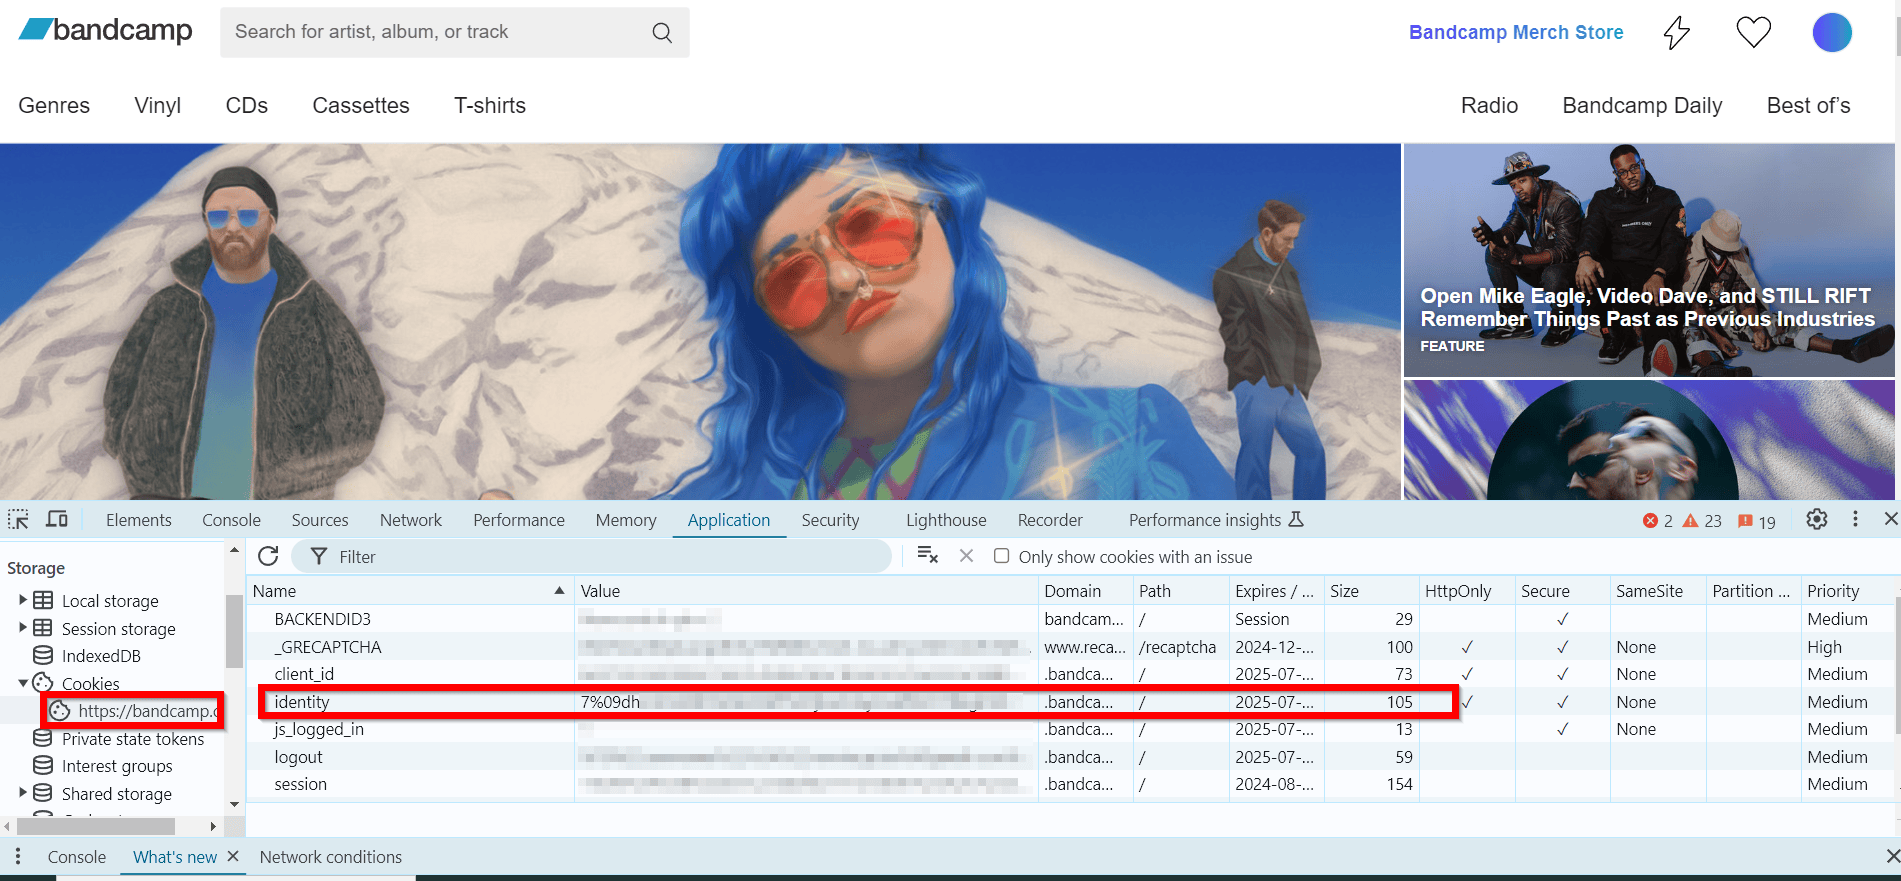 bandcamp
Search for artist, album, or track
Bandcamp Merch Store
Genres Vinyl CDs Cassettes T-shirts Radio Bandcamp Daily Best of's
Open Mike Eagle, Video Dave, and STILL RIFT
Remember Things Past as Previous Industries
FEATURE
Elements Console Sources Network Performance Memory Application Security Lighthouse Recorder Performance insights 2 23 19
Storage
Local storage
Session storage
IndexedDB
Cookies
https://bandcamp.c
Private state tokens
Interest groups
Shared storage
Filter
Only show cookies with an issue
Name Value Domain Path Expires / ... Size HttpOnly Secure SameSite Partition ... Priority
BACKENDID3 bandcam... / Session 29 ✓ Medium
_GRECAPTCHA www.reca... /recaptcha 2024-12-... 100 ✓ ✓ None High
client_id .bandca... / 2025-07-... 73 ✓ ✓ None Medium
identity 7%09dh .bandca... / 2025-07-... 105 ✓ ✓ None Medium
js_logged_in .bandca... / 2025-07-... 13 ✓ None Medium
logout .bandca... / 2025-07-... 59 Medium
session .bandca... / 2024-08-... 154 Medium
Console What's new Network conditions